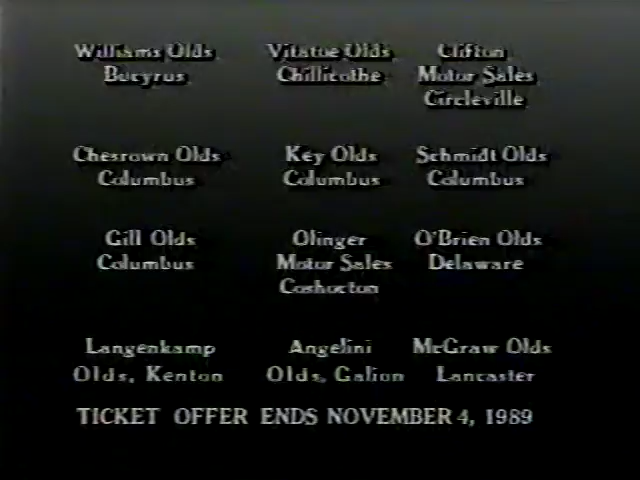 Williams Olds
Bucyrus
Vitatoe Olds
Chillicothe
Clifton
Motor Sales
Circleville
Chesrown Olds
Columbus
Key Olds
Columbus
Schmidt Olds
Columbus
Gill Olds
Columbus
Olinger
Motor Sales
Coshocton
O'Brien Olds
Delaware
Langenkamp
Olds, Kenton
Angelini
Olds, Galion
McGraw Olds
Lancaster
TICKET OFFER ENDS NOVEMBER 4, 1989